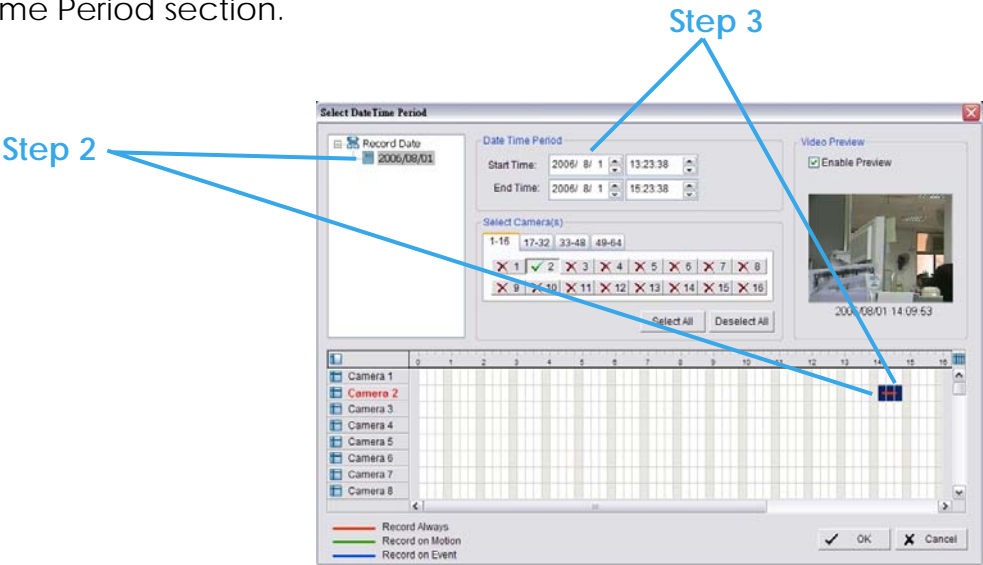 me Period section.
Step 3
Step 2
Select DateTime Period
Record Date
2006/08/01
Date Time Period
Start Time: 2006/ 8/ 1 13:23:38
End Time: 2006/ 8/ 1 15:23:38
Select Camera(s)
1-16 17-32 33-48 49-64
1 2 3 4 5 6 7 8
9 10 11 12 13 14 15 16
Select All Deselect All
Video Preview
Enable Preview
2006/08/01 14:09:53
0 1 2 3 4 5 6 7 8 9 10 11 12 13 14 15 16
Camera 1
Camera 2
Camera 3
Camera 4
Camera 5
Camera 6
Camera 7
Camera 8
Record Always
Record on Motion
Record on Event
OK Cancel